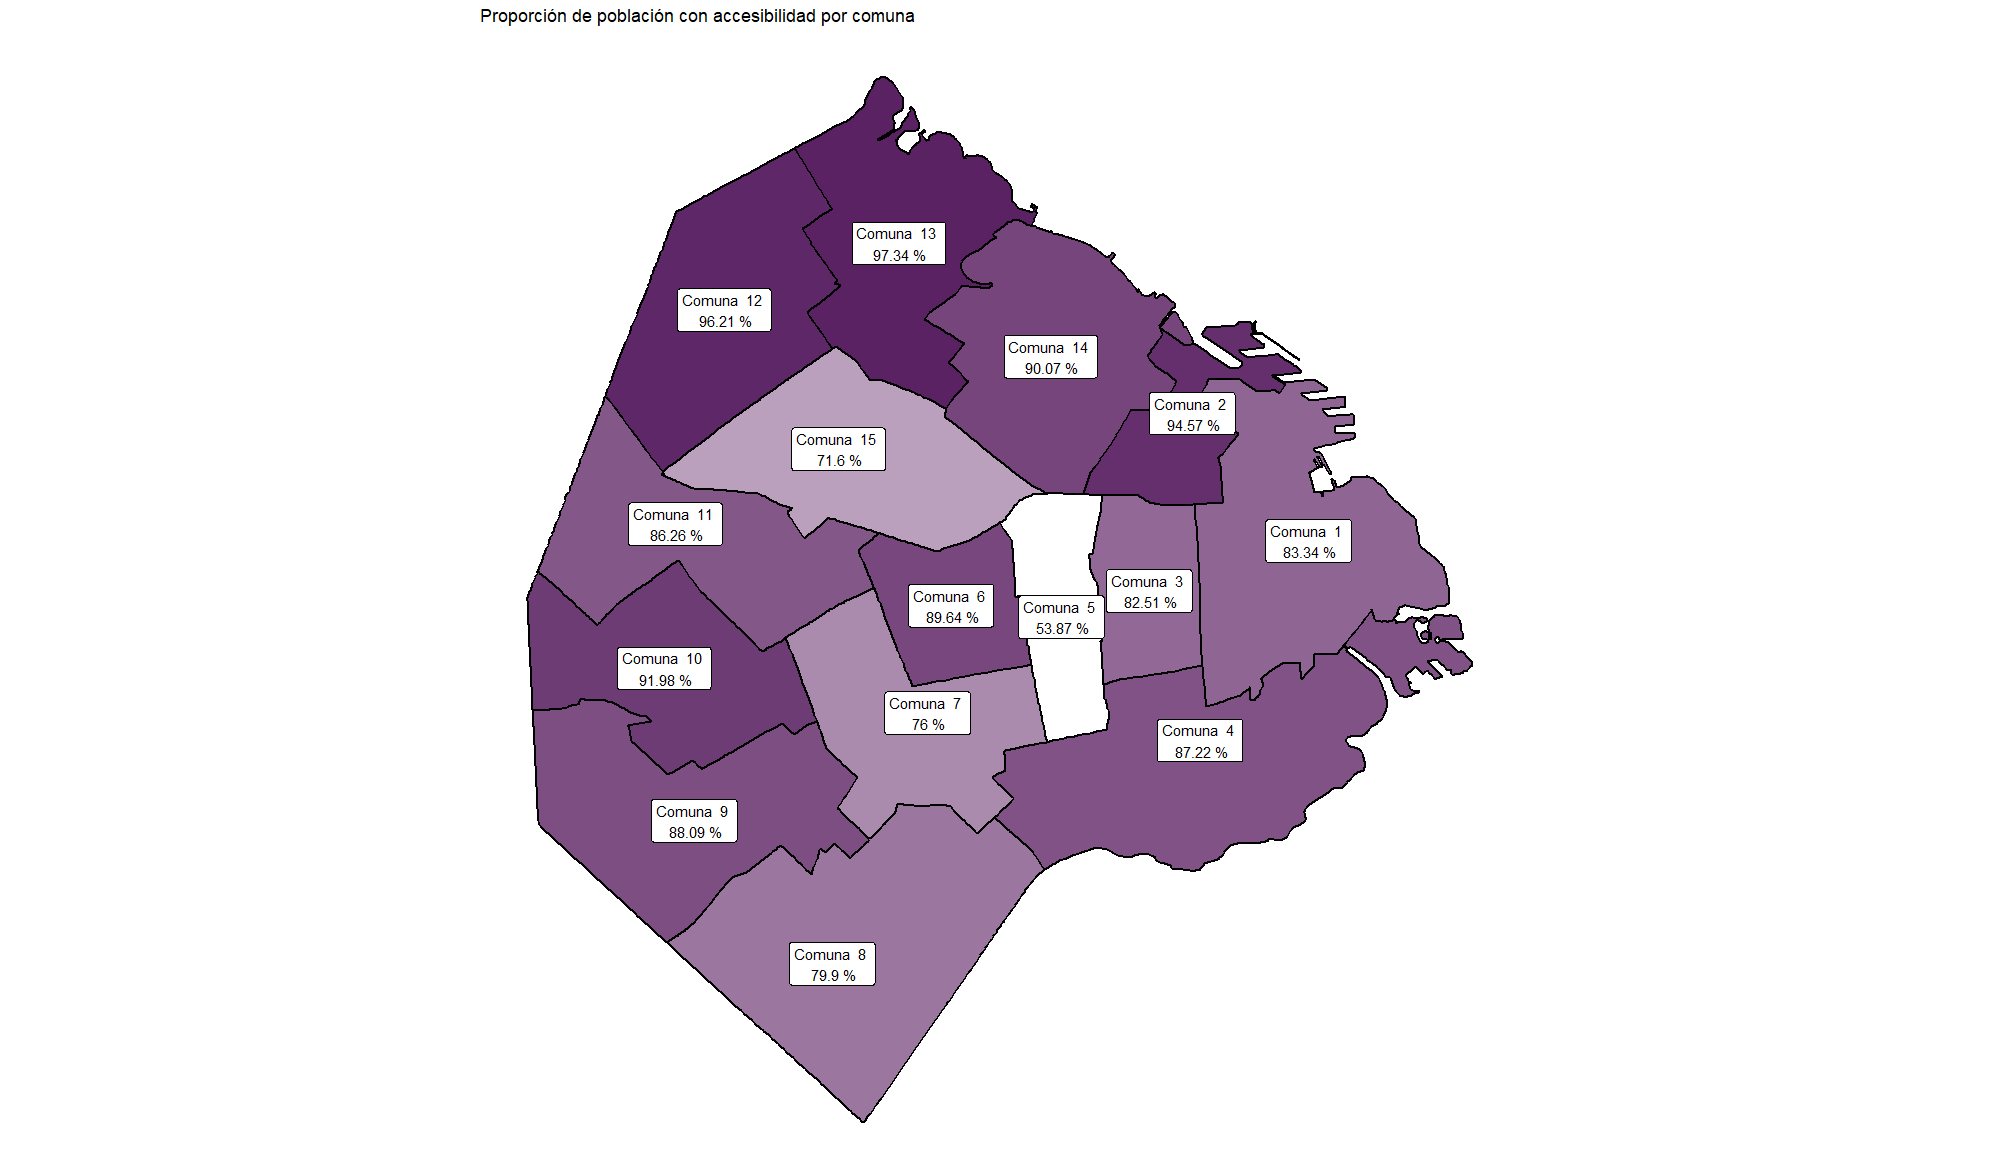 Proporción de población con accesibilidad por comuna
Comuna 13
97.34 %
Comuna 12
96.21 %
Comuna 14
90.07 %
Comuna 2
94.57 %
Comuna 15
71.6 %
Comuna 11
86.26 %
Comuna 1
83.34 %
Comuna 3
82.51 %
Comuna 6
89.64 %
Comuna 5
53.87 %
Comuna 10
91.98 %
Comuna 7
76 %
Comuna 4
87.22 %
Comuna 9
88.09 %
Comuna 8
79.9 %